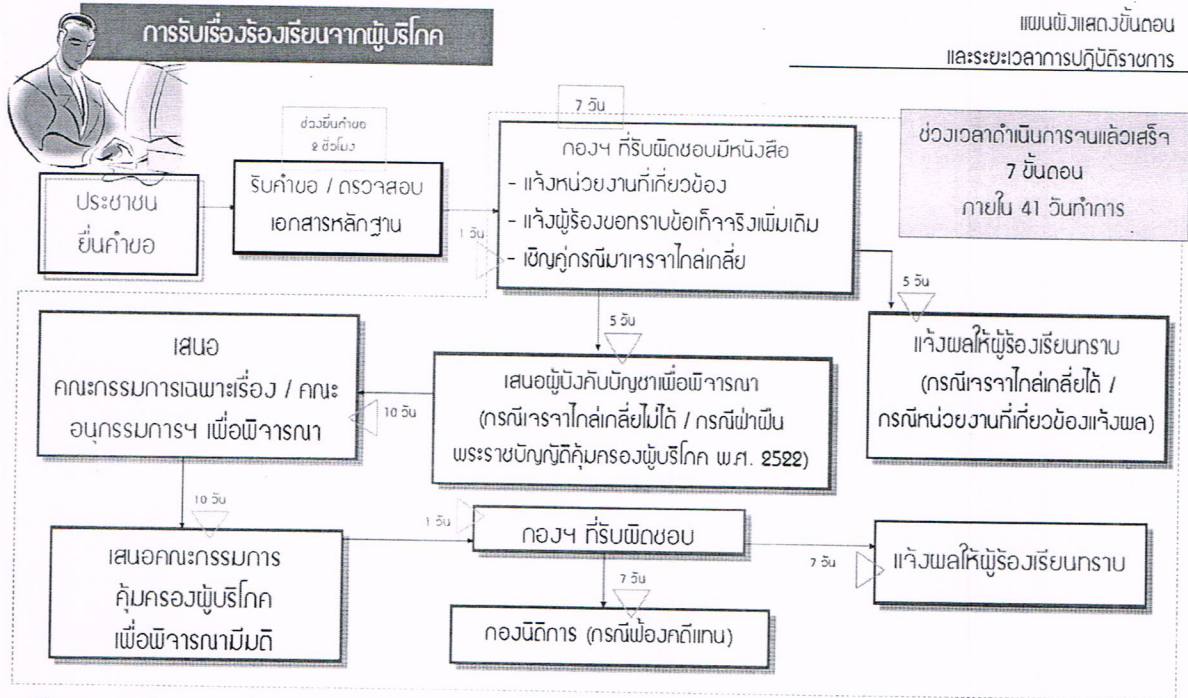 การรับเรื่องร้องเรียนจากผู้บริโภค
แผนผังแสดงขั้นตอน
และระยะเวลาการปฏิบัติราชการ
ประชาชน
ยื่นคำขอ
ช่วงยื่นคำขอ
๒ ชั่วโมง
รับคำขอ / ตรวจสอบ
เอกสารหลักฐาน
1 วัน
7 วัน
กองฯ ที่รับผิดชอบมีหนังสือ
- แจ้งหน่วยงานที่เกี่ยวข้อง
- แจ้งผู้ร้องขอทราบข้อเท็จจริงเพิ่มเติม
- เชิญคู่กรณีมาเจรจาไกล่เกลี่ย
ช่วงเวลาดำเนินการจนแล้วเสร็จ
7 ขั้นตอน
ภายใน 41 วันทำการ
5 วัน
แจ้งผลให้ผู้ร้องเรียนทราบ
(กรณีเจรจาไกล่เกลี่ยได้ /
กรณีหน่วยงานที่เกี่ยวข้องแจ้งผล)
5 วัน
เสนอผู้บังคับบัญชาเพื่อพิจารณา
(กรณีเจรจาไกล่เกลี่ยไม่ได้ / กรณีฝ่าฝืน
พระราชบัญญัติคุ้มครองผู้บริโภค พ.ศ. 2522)
10 วัน
เสนอ
คณะกรรมการเฉพาะเรื่อง / คณะ
อนุกรรมการฯ เพื่อพิจารณา
10 วัน
เสนอคณะกรรมการ
คุ้มครองผู้บริโภค
เพื่อพิจารณามีมติ
1 วัน
กองฯ ที่รับผิดชอบ
7 วัน
แจ้งผลให้ผู้ร้องเรียนทราบ
7 วัน
กองนิติการ (กรณีฟ้องคดีแทน)